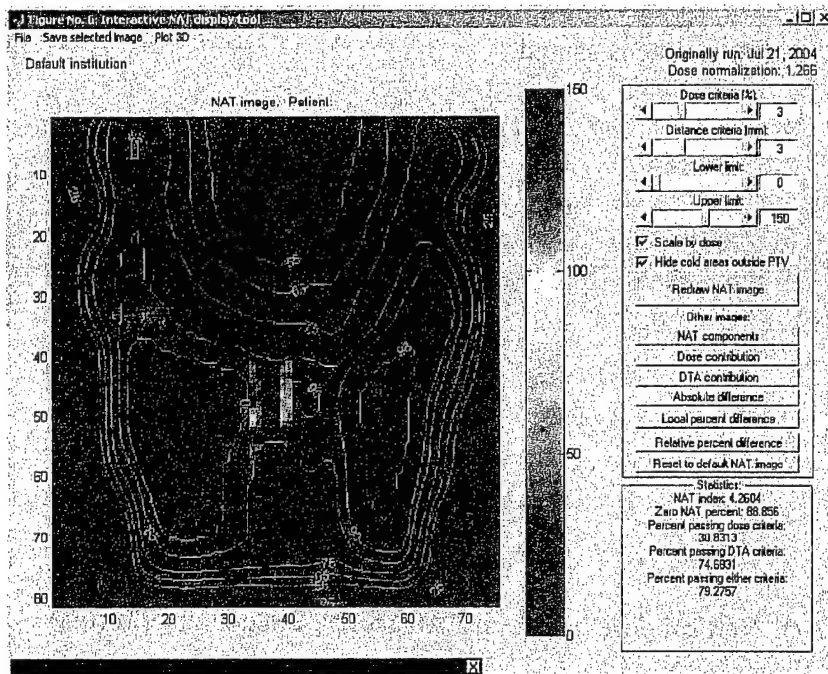 Figure No. 6: Interactive NAT display tool
File Save selected Image Plot 3D
Default institution
Originally run: Jul 21, 2004
Dose normalization: 1.266
NAT image. Patient:
10
20
30
40
50
60
70
80
10 20 30 40 50 60 70
150
100
50
0
Dose criteria (%):
3
Distance criteria (mm):
3
Lower limit:
0
Upper limit:
150
Scale by dose
Hide cold areas outside PTV
Redraw NAT image
Other images:
NAT components
Dose contribution
DTA contribution
Absolute difference
Local percent difference
Relative percent difference
Reset to default NAT image
Statistics:
NAT index: 4.2604
Zero NAT percent: 88.856
Percent passing dose criteria:
30.8313
Percent passing DTA criteria:
74.6831
Percent passing either criteria:
79.2757